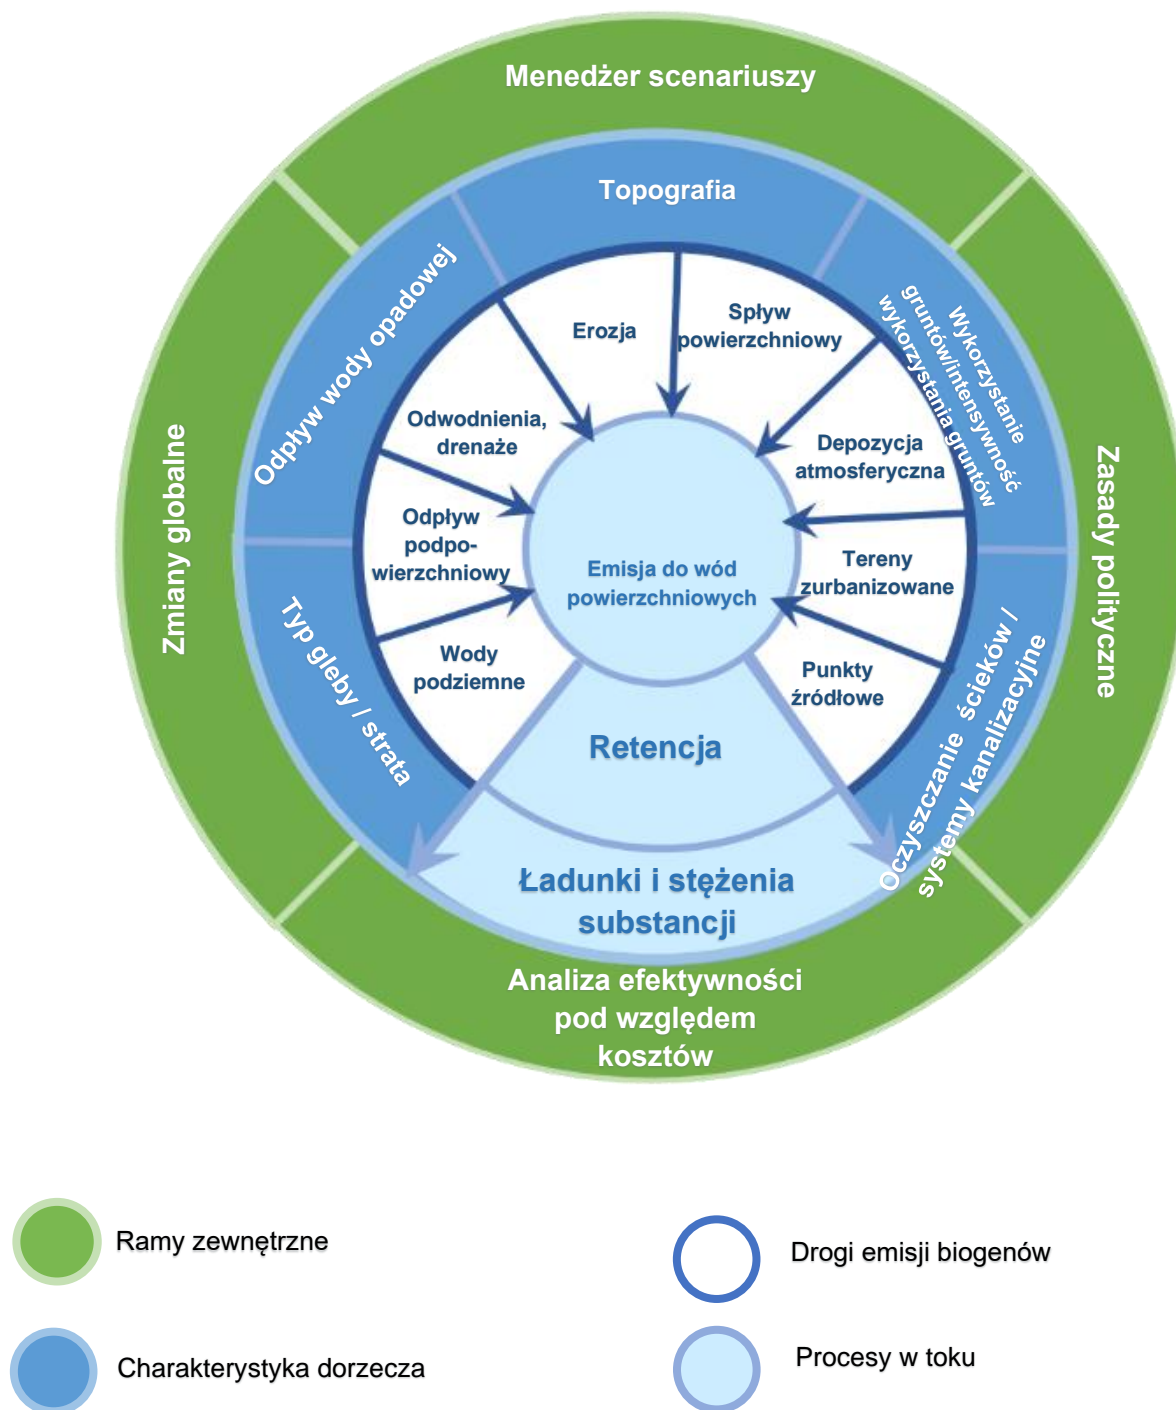 Menedżer scenariuszy
Topografia
Odpływ wody opadowej
Wykorzystanie
gruntów/intensywność
wykorzystania gruntów
Zmiany globalne
Zasady polityczne
Typ gleby / strata
Oczyszczanie ścieków /
systemy kanalizacyjne
Erozja
Spływ
powierzchniowy
Odwodnienia,
drenaże
Depozycja
atmosferyczna
Odpływ
podpo-
wierzchniowy
Tereny
zurbanizowane
Wody
podziemne
Punkty
źródłowe
Emisja do wód
powierzchniowych
Retencja
Ładunki i stężenia
substancji
Analiza efektywności
pod względem
kosztów
Ramy zewnętrzne
Drogi emisji biogenów
Charakterystyka dorzecza
Procesy w toku